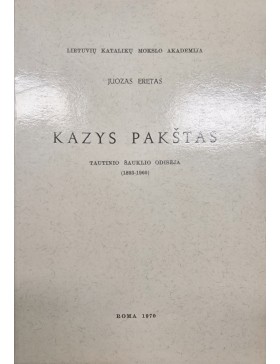 LIETUVIŲ KATALIKŲ MOKSLO AKADEMIJA
JUOZAS ERETAS
KAZYS PAKŠTAS
TAUTINIO ŠAUKLIO ODISĖJA
(1893-1960)
ROMA 1970